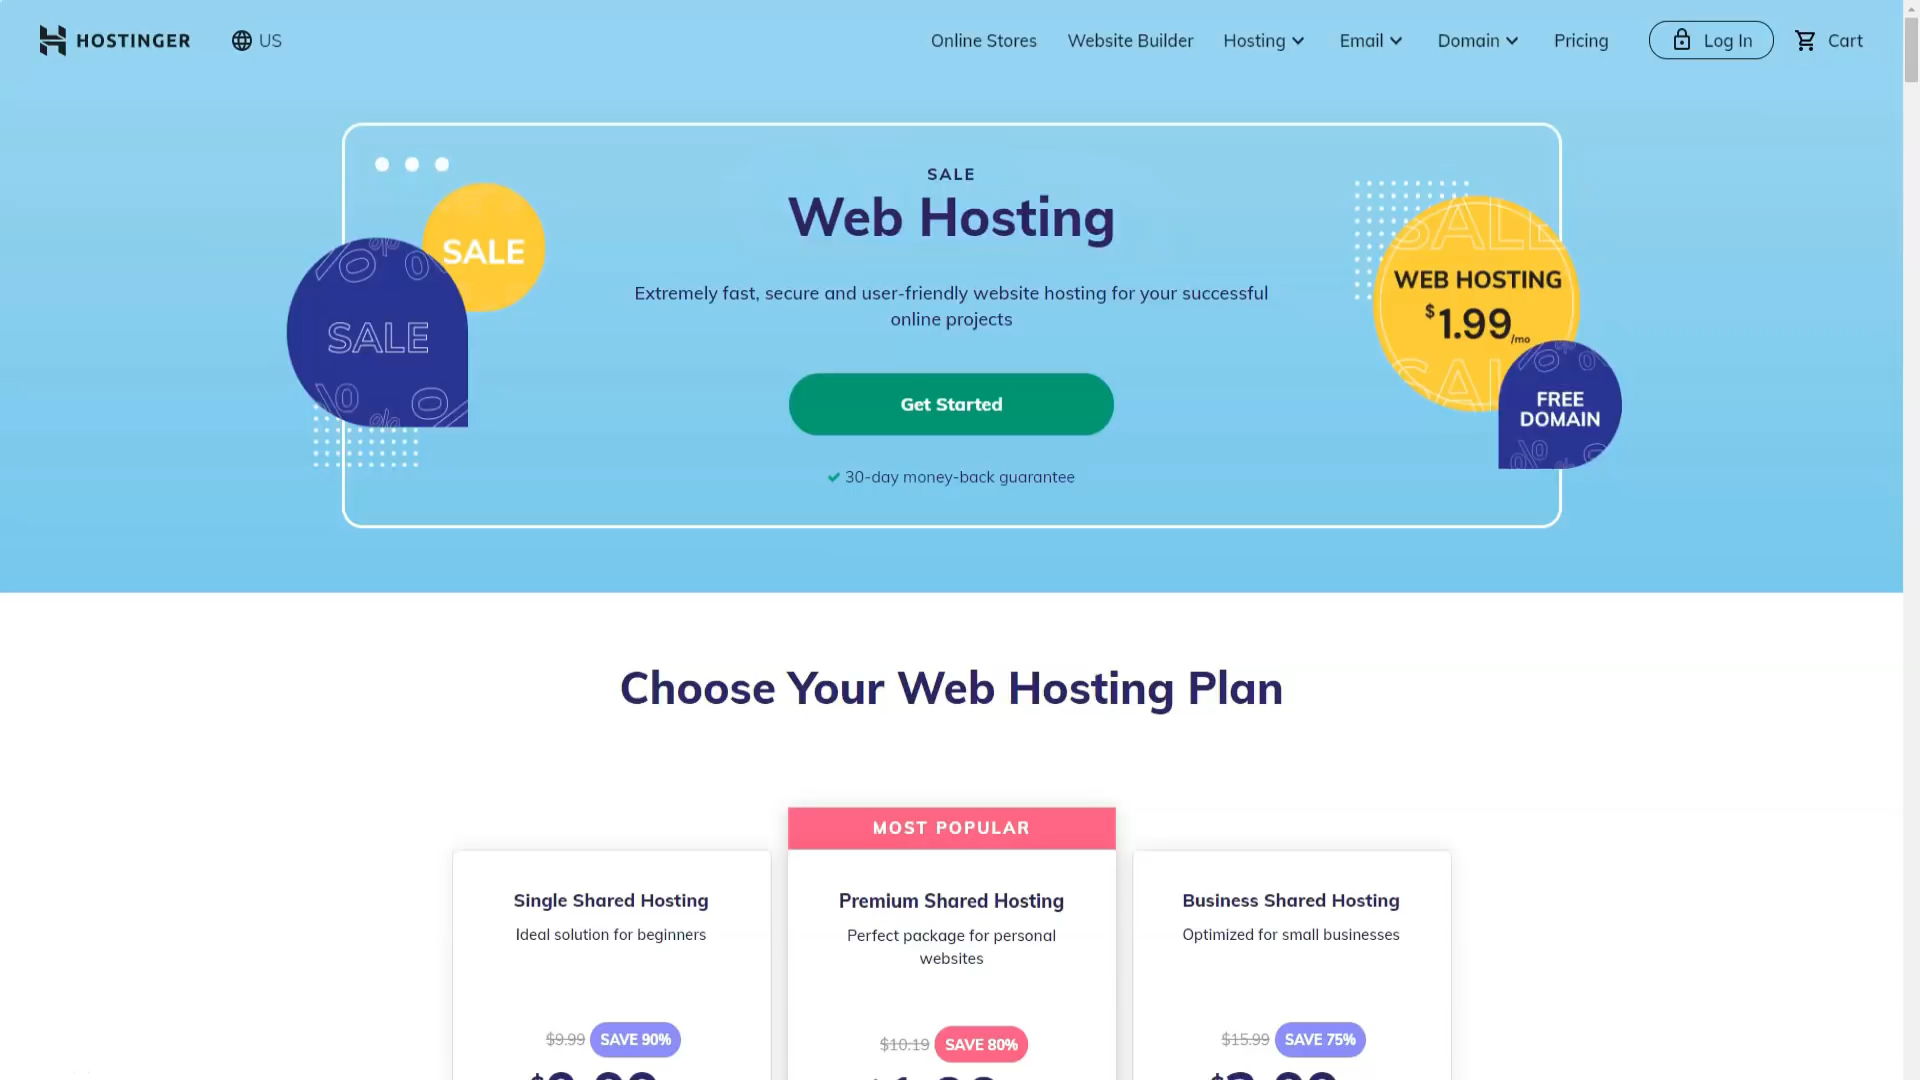 HOSTINGER
US
Online Stores
Website Builder
Hosting
Email
Domain
Pricing
Log In
Cart
SALE
SALE
SALE
Web Hosting
Extremely fast, secure and user-friendly website hosting for your successful
online projects
Get Started
✓ 30-day money-back guarantee
SALE
WEB HOSTING
$1.99/mo
FREE
DOMAIN
Choose Your Web Hosting Plan
MOST POPULAR
Single Shared Hosting
Ideal solution for beginners
$9.99 SAVE 90%
Premium Shared Hosting
Perfect package for personal
websites
$10.19 SAVE 80%
Business Shared Hosting
Optimized for small businesses
$15.99 SAVE 75%